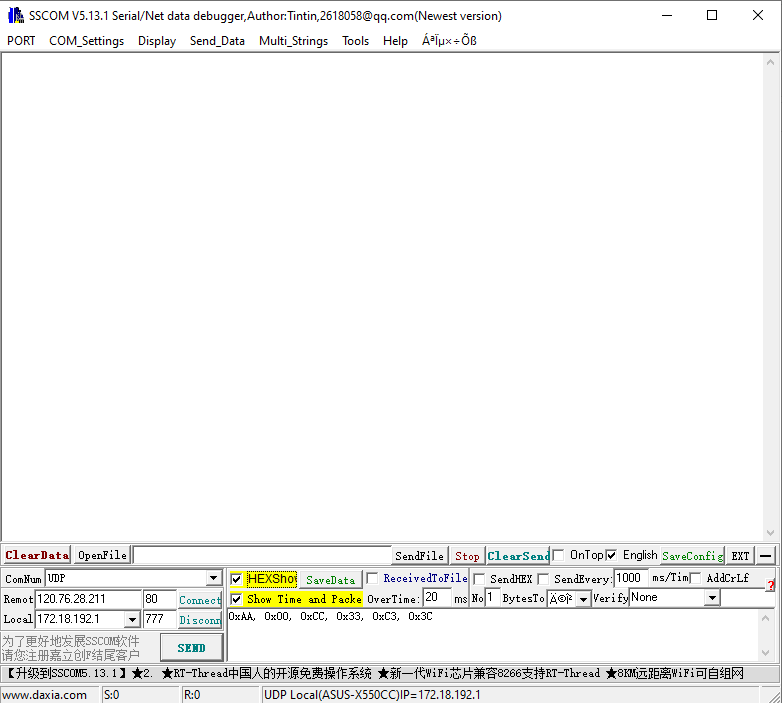 SSCOM V5.13.1 Serial/Net data debugger,Author:Tintin,2618058@qq.com(Newest version)
PORT COM_Settings Display Send_Data Multi_Strings Tools Help ÁªÏµ×÷Õß
ClearData OpenFile SendFile Stop ClearSend OnTop English SaveConfig EXT —
ComNum UDP HEXShow SaveData ReceivedToFile SendHEX SendEvery: 1000 ms/Tim AddCrLf ?
Remot 120.76.28.211 80 Connect Show Time and Packe OverTime: 20 ms No 1 BytesTo Verify None
Local 172.18.192.1 777 Disconn 0xAA, 0x00, 0xCC, 0x33, 0xC3, 0x3C
为了更好地发展SSCOM软件
请您注册嘉立创F结尾客户
SEND
【升级到SSCOM5.13.1】★2. ★RT-Thread中国人的开源免费操作系统 ★新一代WiFi芯片兼容8266支持RT-Thread ★8KM远距离WiFi可自组网
www.daxia.com S:0 R:0 UDP Local(ASUS-X550CC)IP=172.18.192.1